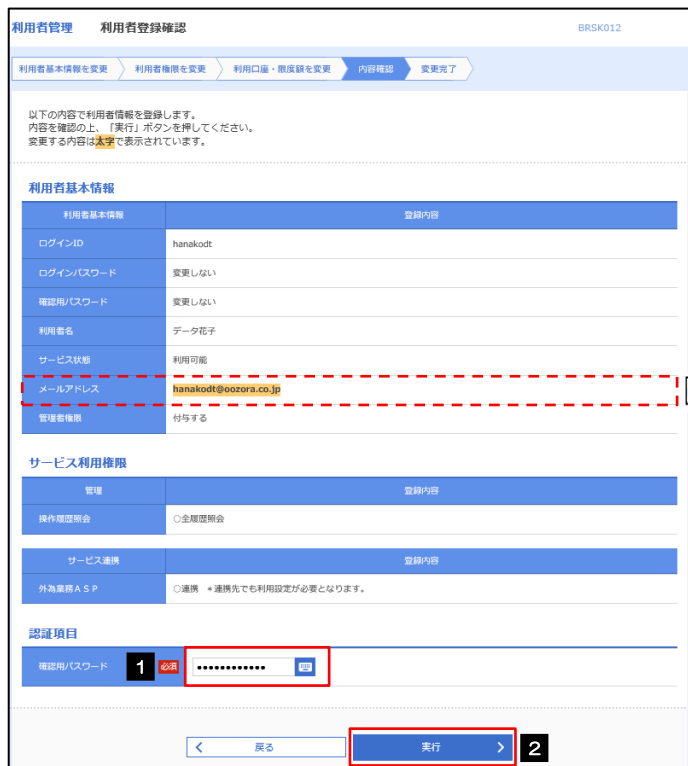 利用者管理 利用者登録確認 BRSK012
利用者基本情報を変更 利用者権限を変更 利用口座・限度額を変更 内容確認 変更完了
以下の内容で利用者情報を登録します。
内容を確認の上、「実行」ボタンを押してください。
変更する内容は太字で表示されています。
利用者基本情報
利用者基本情報 登録内容
ログインID hanakodt
ログインパスワード 変更しない
確認用パスワード 変更しない
利用者名 データ花子
サービス状態 利用可能
メールアドレス hanakodt@oozora.co.jp
管理者権限 付与する
サービス利用権限
管理 登録内容
操作履歴照会 ○全履歴照会
サービス連携 登録内容
外為業務ASP ○連携 *連携先でも利用設定が必要となります。
認証項目
確認用パスワード 1 必須 ●●●●●●●●●●●●
戻る 実行 2